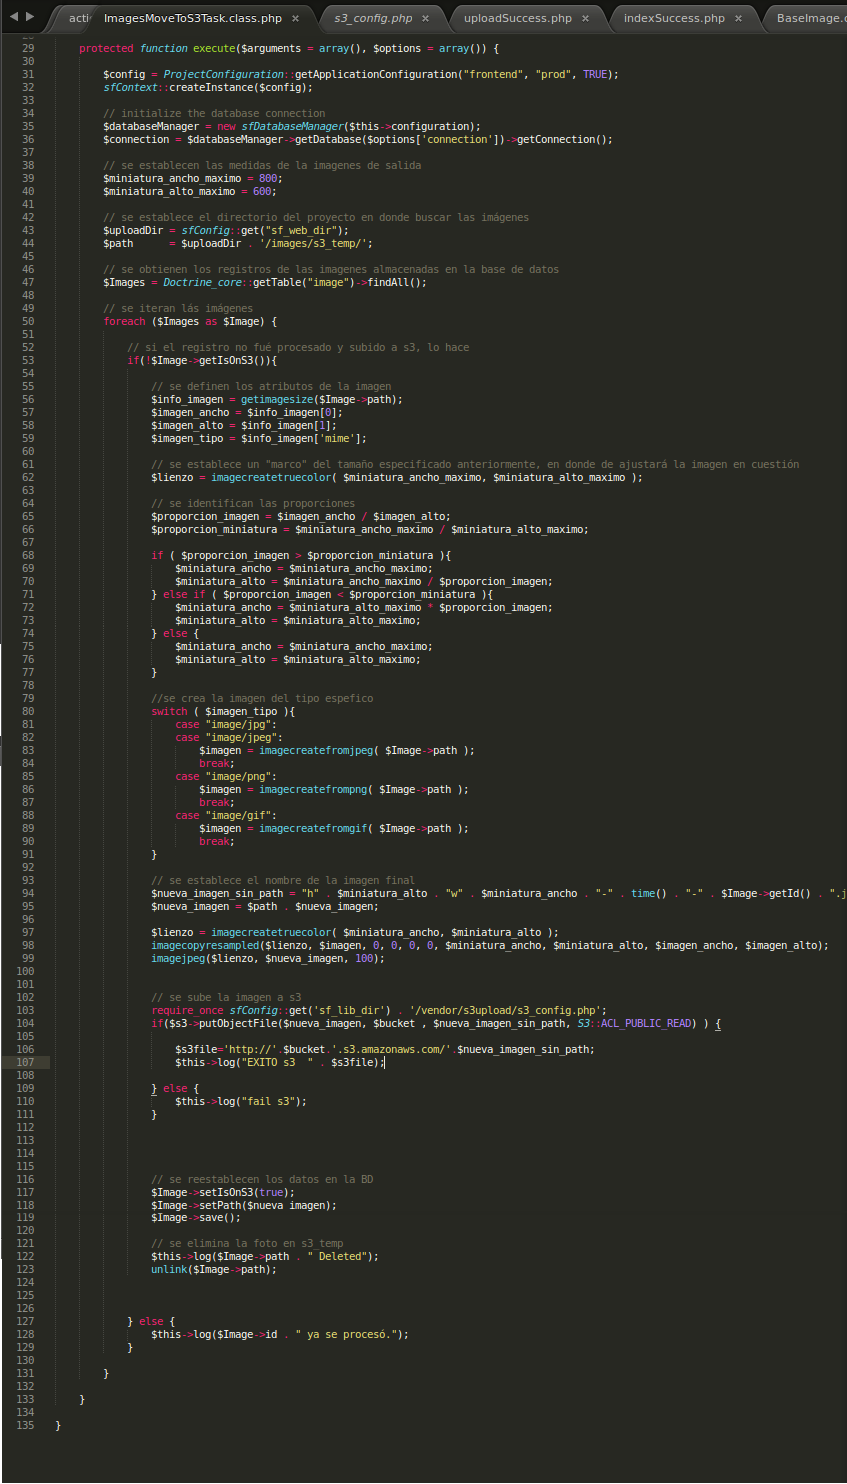 acti
ImagesMoveToS3Task.class.php ×
s3_config.php ×
uploadSuccess.php ×
indexSuccess.php ×
BaseImage.c
29 protected function execute($arguments = array(), $options = array()) {
30
31 $config = ProjectConfiguration::getApplicationConfiguration("frontend", "prod", TRUE);
32 sfContext::createInstance($config);
33
34 // initialize the database connection
35 $databaseManager = new sfDatabaseManager($this->configuration);
36 $connection = $databaseManager->getDatabase($options['connection'])->getConnection();
37
38 // se establecen las medidas de la imagenes de salida
39 $miniatura_ancho_maximo = 800;
40 $miniatura_alto_maximo = 600;
41
42 // se establece el directorio del proyecto en donde buscar las imágenes
43 $uploadDir = sfConfig::get("sf_web_dir");
44 $path = $uploadDir . '/images/s3_temp/';
45
46 // se obtienen los registros de las imagenes almacenadas en la base de datos
47 $Images = Doctrine_core::getTable("image")->findAll();
48
49 // se iteran lás imágenes
50 foreach ($Images as $Image) {
51
52 // si el registro no fué procesado y subido a s3, lo hace
53 if(!$Image->getIsOnS3()){
54
55 // se definen los atributos de la imagen
56 $info_imagen = getimagesize($Image->path);
57 $imagen_ancho = $info_imagen[0];
58 $imagen_alto = $info_imagen[1];
59 $imagen_tipo = $info_imagen['mime'];
60
61 // se establece un "marco" del tamaño especificado anteriormente, en donde de ajustará la imagen en cuestión
62 $lienzo = imagecreatetruecolor( $miniatura_ancho_maximo, $miniatura_alto_maximo );
63
64 // se identifican las proporciones
65 $proporcion_imagen = $imagen_ancho / $imagen_alto;
66 $proporcion_miniatura = $miniatura_ancho_maximo / $miniatura_alto_maximo;
67
68 if ( $proporcion_imagen > $proporcion_miniatura ){
69 $miniatura_ancho = $miniatura_ancho_maximo;
70 $miniatura_alto = $miniatura_ancho_maximo / $proporcion_imagen;
71 } else if ( $proporcion_imagen < $proporcion_miniatura ){
72 $miniatura_ancho = $miniatura_alto_maximo * $proporcion_imagen;
73 $miniatura_alto = $miniatura_alto_maximo;
74 } else {
75 $miniatura_ancho = $miniatura_ancho_maximo;
76 $miniatura_alto = $miniatura_alto_maximo;
77 }
78
79 //se crea la imagen del tipo espefico
80 switch ( $imagen_tipo ){
81 case "image/jpg":
82 case "image/jpeg":
83 $imagen = imagecreatefromjpeg( $Image->path );
84 break;
85 case "image/png":
86 $imagen = imagecreatefrompng( $Image->path );
87 break;
88 case "image/gif":
89 $imagen = imagecreatefromgif( $Image->path );
90 break;
91 }
92
93 // se establece el nombre de la imagen final
94 $nueva_imagen_sin_path = "h" . $miniatura_alto . "w" . $miniatura_ancho . "-" . time() . "-" . $Image->getId() . ".j
95 $nueva_imagen = $path . $nueva_imagen;
96
97 $lienzo = imagecreatetruecolor( $miniatura_ancho, $miniatura_alto );
98 imagecopyresampled($lienzo, $imagen, 0, 0, 0, 0, $miniatura_ancho, $miniatura_alto, $imagen_ancho, $imagen_alto);
99 imagejpeg($lienzo, $nueva_imagen, 100);
100
101
102 // se sube la imagen a s3
103 require_once sfConfig::get('sf_lib_dir') . '/vendor/s3upload/s3_config.php';
104 if($s3->putObjectFile($nueva_imagen, $bucket , $nueva_imagen_sin_path, S3::ACL_PUBLIC_READ) ) {
105
106 $s3file='http://'.$bucket.'.s3.amazonaws.com/'.$nueva_imagen_sin_path;
107 $this->log("EXITO s3  " . $s3file);
108
109 } else {
110 $this->log("fail s3");
111 }
112
113
114
115
116 // se reestablecen los datos en la BD
117 $Image->setIsOnS3(true);
118 $Image->setPath($nueva imagen);
119 $Image->save();
120
121 // se elimina la foto en s3_temp
122 $this->log($Image->path . " Deleted");
123 unlink($Image->path);
124
125
126
127 } else {
128 $this->log($Image->id . " ya se procesó.");
129 }
130
131 }
132
133 }
134
135 }